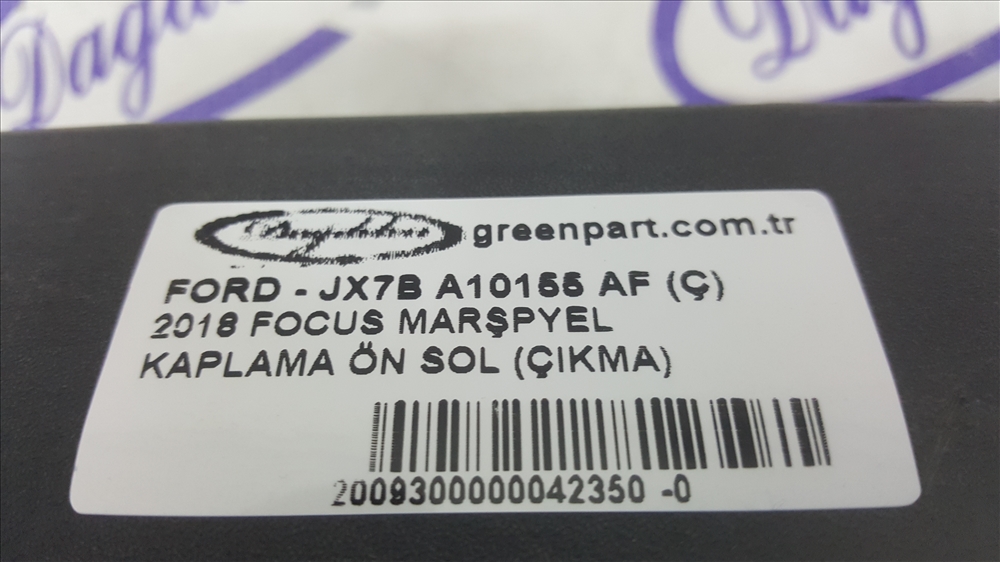 greenpart.com.tr
FORD - JX7B A10155 AF (Ç)
2018 FOCUS MARŞPYEL
KAPLAMA ÖN SOL (ÇIKMA)
2009300000042350 -0